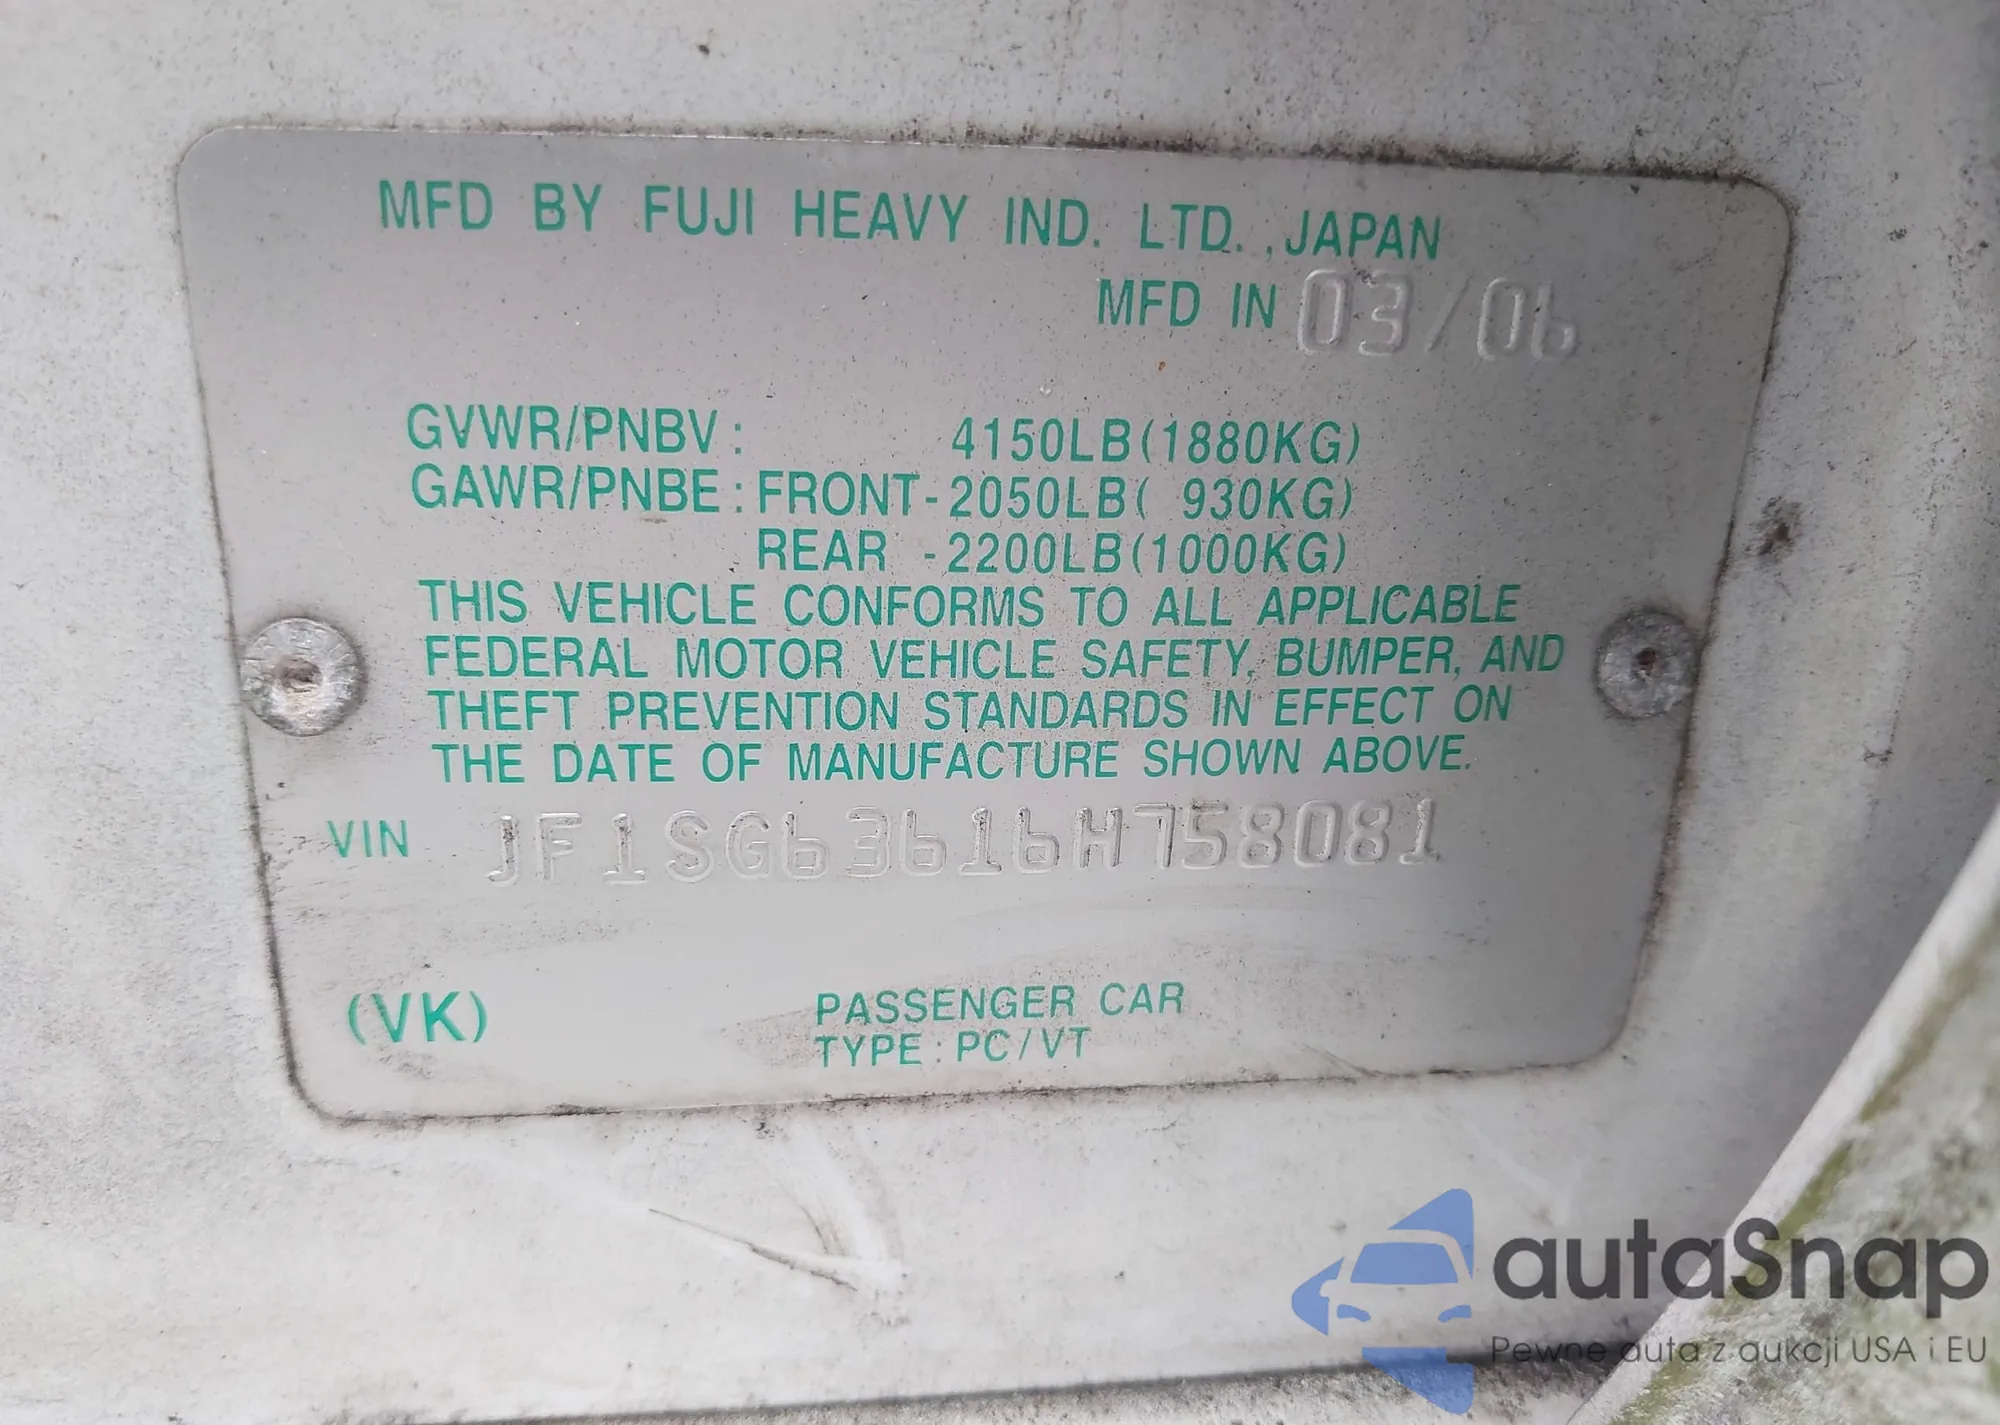 MFD BY FUJI HEAVY IND. LTD. ,JAPAN
MFD IN 03/06
GVWR/PNBV: 4150LB(1880KG)
GAWR/PNBE: FRONT-2050LB( 930KG)
REAR -2200LB(1000KG)
THIS VEHICLE CONFORMS TO ALL APPLICABLE
FEDERAL MOTOR VEHICLE SAFETY, BUMPER, AND
THEFT PREVENTION STANDARDS IN EFFECT ON
THE DATE OF MANUFACTURE SHOWN ABOVE.
VIN JF1SG63616H758081
(VK)
PASSENGER CAR
TYPE: PC/VT
autaSnap
Pewne auta z aukcji USA i EU